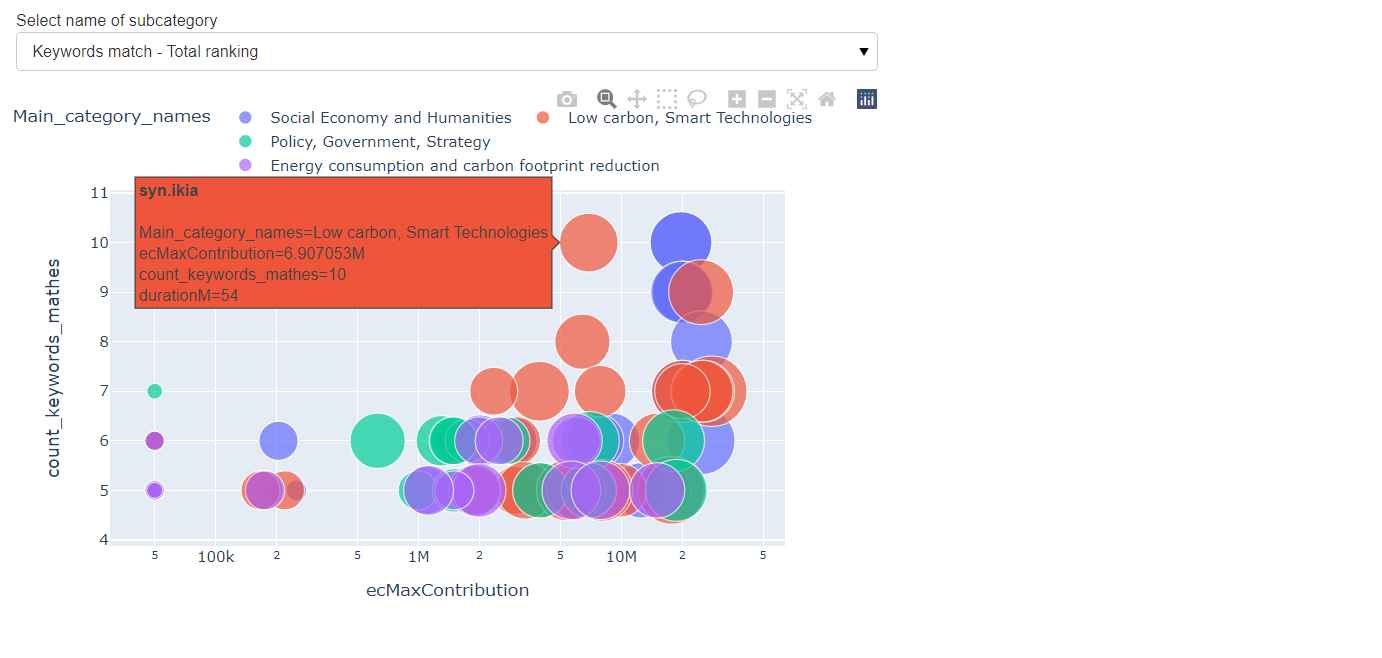 Select name of subcategory
Keywords match - Total ranking
Main_category_names
Social Economy and Humanities
Low carbon, Smart Technologies
Policy, Government, Strategy
Energy consumption and carbon footprint reduction
syn.ikia
Main_category_names=Low carbon, Smart Technologies
ecMaxContribution=6.907053M
count_keywords_mathes=10
durationM=54
count_keywords_mathes
11
10
9
8
7
6
5
4
5 100k 2 5 1M 2 5 10M 2 5
ecMaxContribution